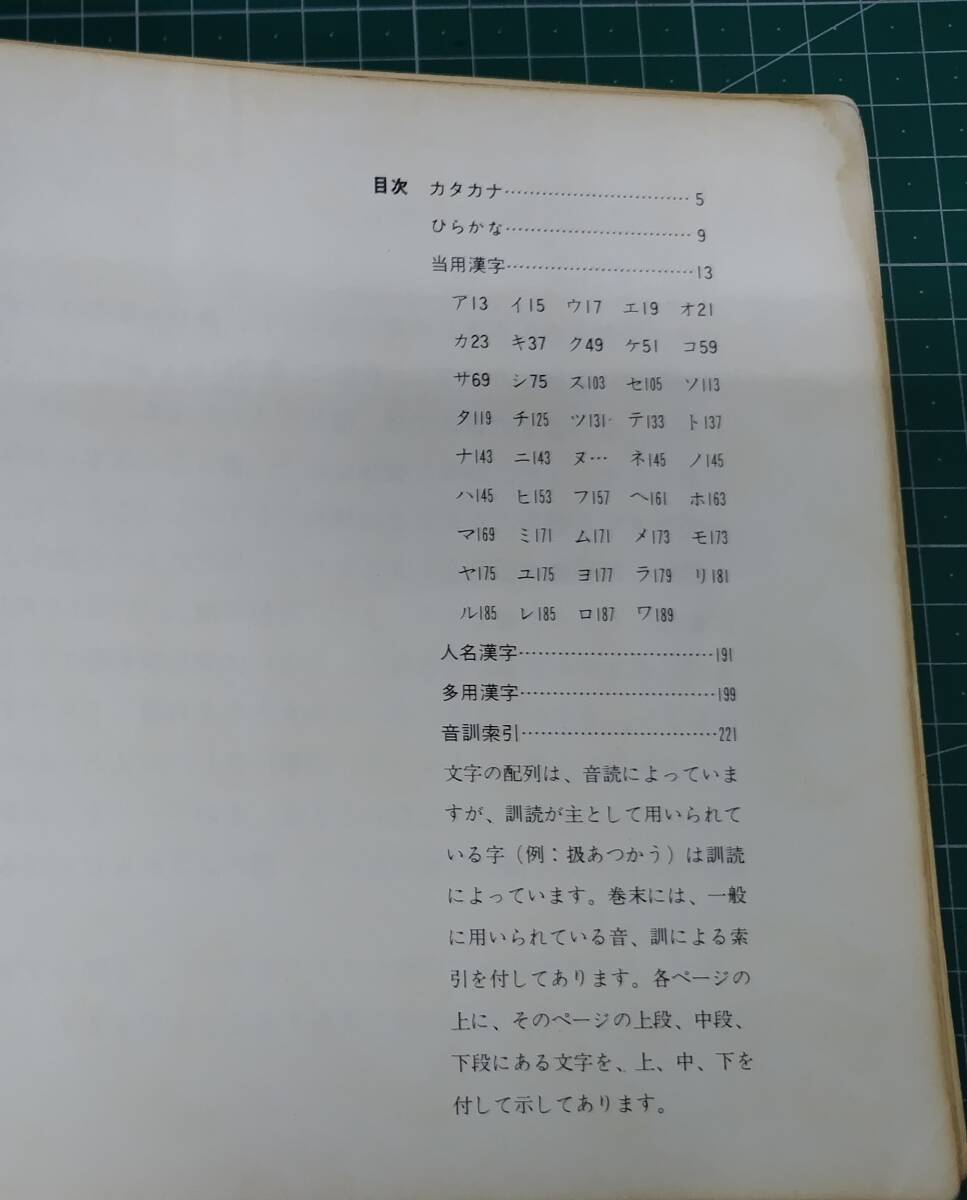 目次 カタカナ……………………………5
ひらかな……………………………9
当用漢字……………………………13
ア13 イ15 ウ17 エ19 オ21
カ23 キ37 ク49 ケ51 コ59
サ69 シ75 ス103 セ105 ソ113
タ119 チ125 ツ131 テ133 ト137
ナ143 ニ143 ヌ… ネ145 ノ145
ハ145 ヒ153 フ157 ヘ161 ホ163
マ169 ミ171 ム171 メ173 モ173
ヤ175 ユ175 ヨ177 ラ179 リ181
ル185 レ185 ロ187 ワ189
人名漢字……………………………191
多用漢字……………………………199
音訓索引……………………………221
文字の配列は、音読によっていま
すが、訓読が主として用いられて
いる字（例：扱あつかう）は訓読
によっています。巻末には、一般
に用いられている音、訓による索
引を付してあります。各ページの
上に、そのページの上段、中段、
下段にある文字を、上、中、下を
付して示してあります。